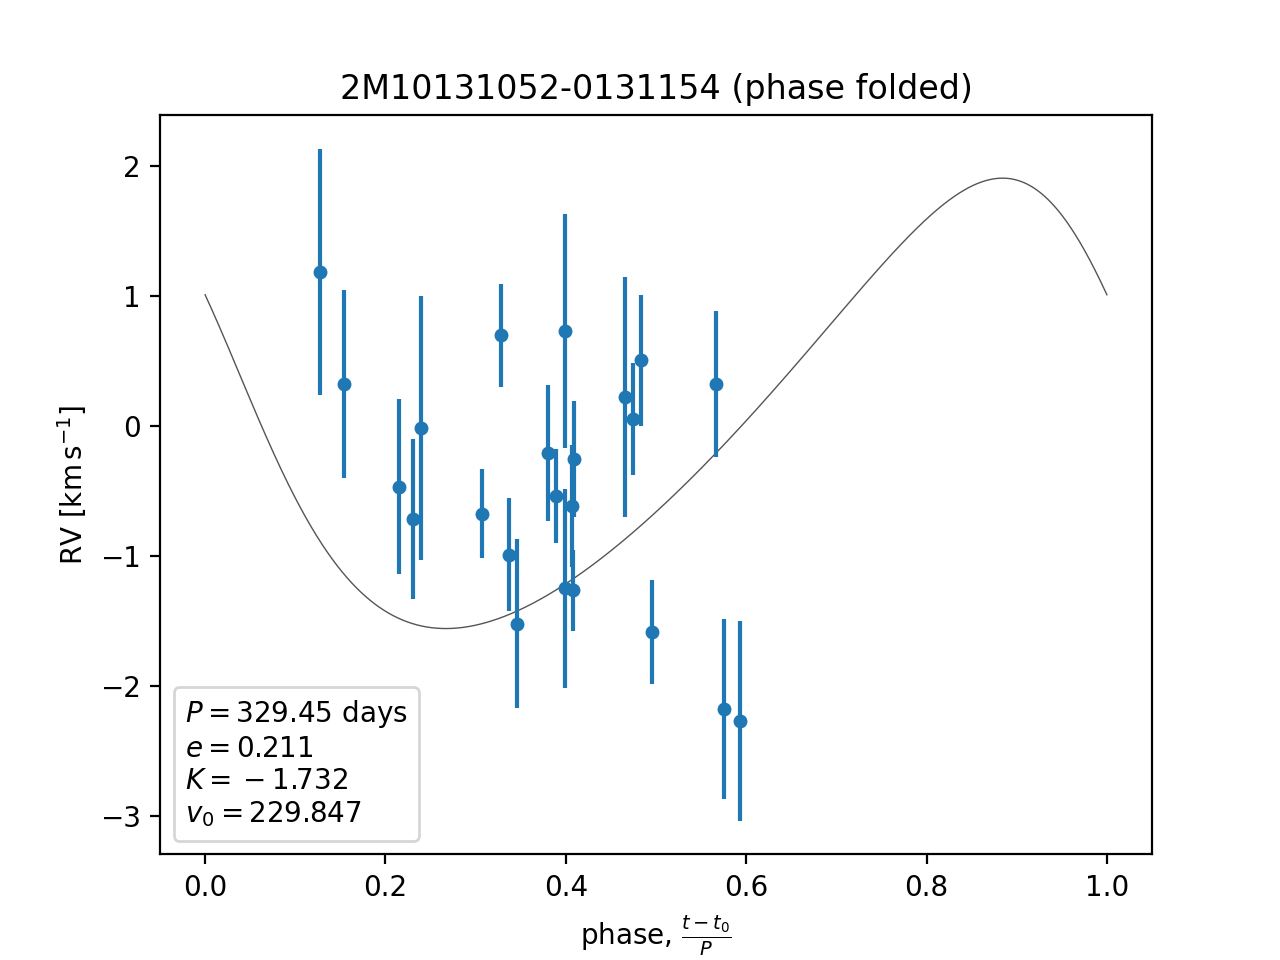 2M10131052-0131154 (phase folded)
2
1
0
−1
−2
−3
RV [km s⁻¹]
P = 329.45 days
e = 0.211
K = − 1.732
v₀ = 229.847
0.0 0.2 0.4 0.6 0.8 1.0
phase, (t − t₀)/P